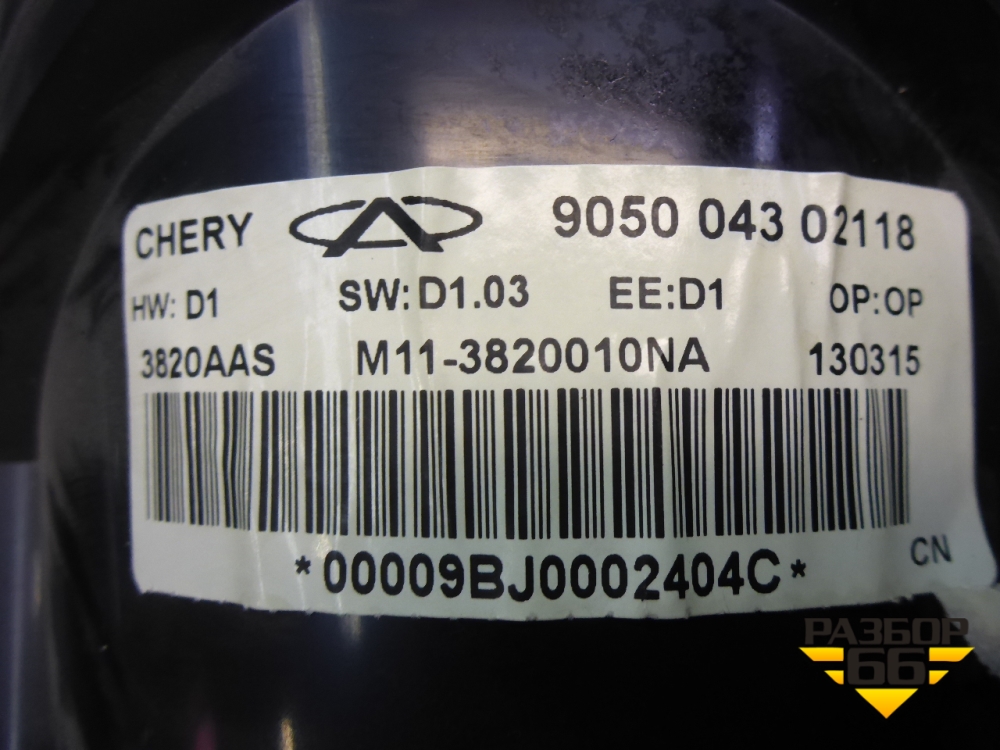 CHERY 9050 043 02118
HW: D1 SW: D1.03 EE:D1 OP:OP
3820AAS M11-3820010NA 130315
*00009BJ0002404C*
CN
РАЗБОР
66